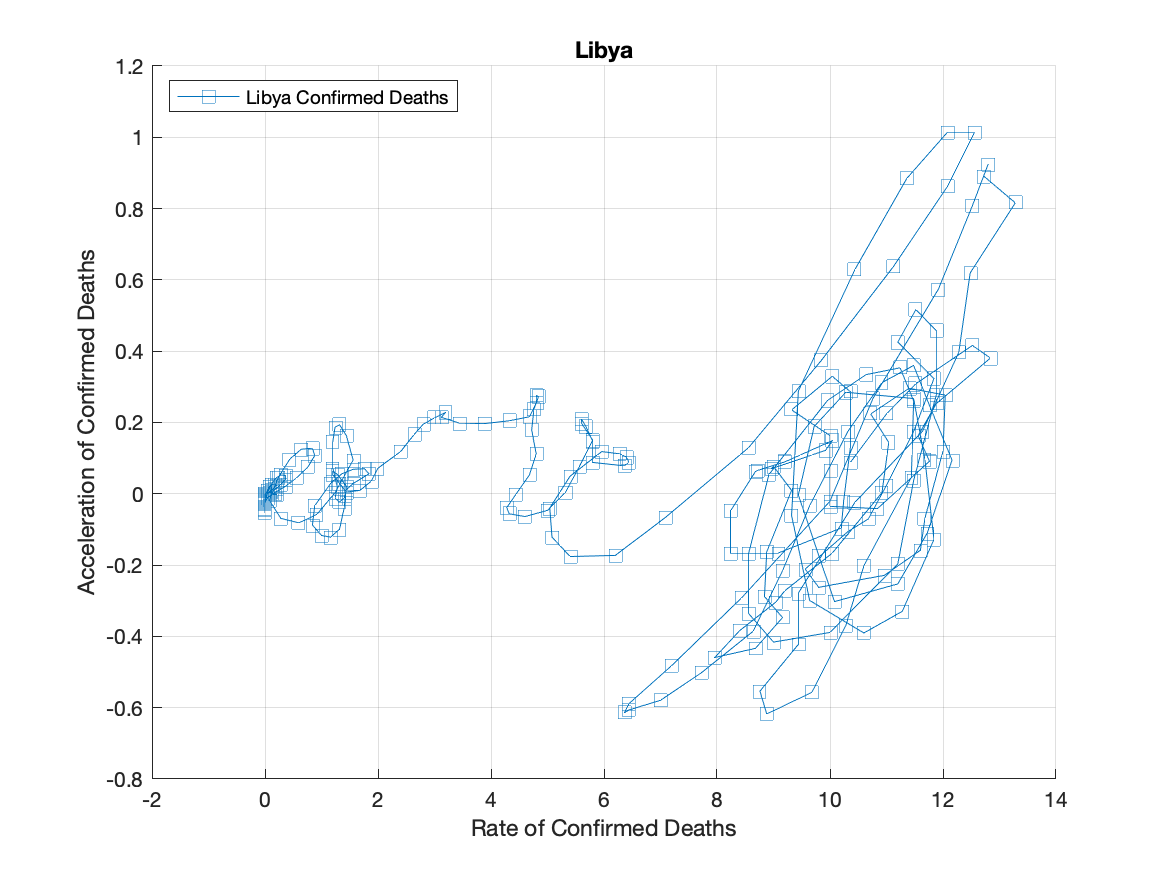 Libya
Libya Confirmed Deaths
1.2
1
0.8
0.6
0.4
0.2
0
-0.2
-0.4
-0.6
-0.8
Acceleration of Confirmed Deaths
-2 0 2 4 6 8 10 12 14
Rate of Confirmed Deaths